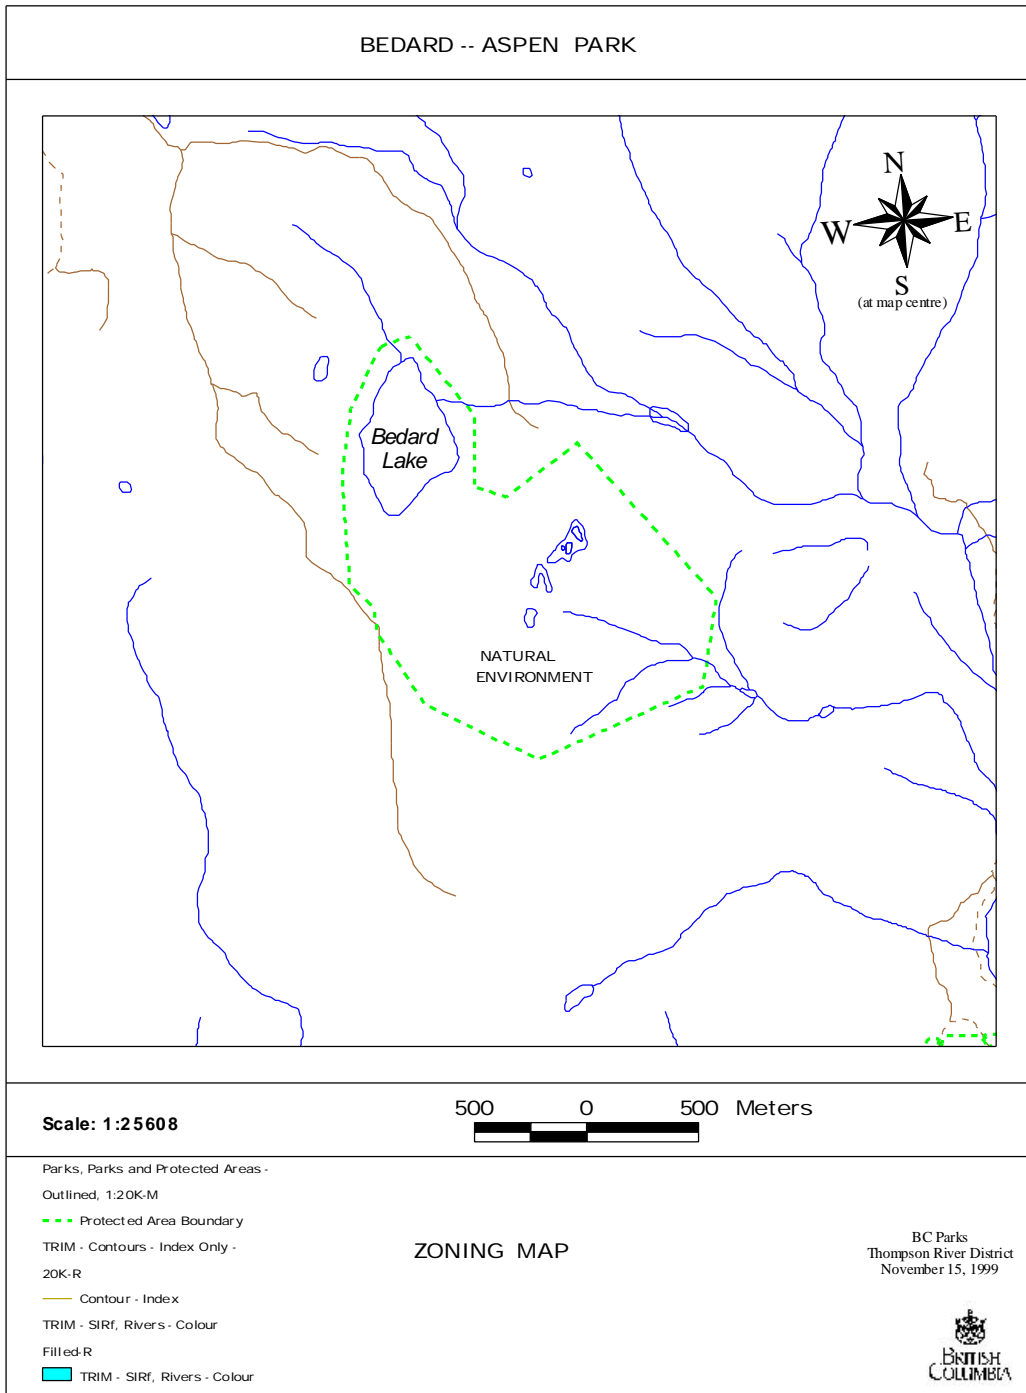 BEDARD -- ASPEN PARK
N
W
E
S
(at map centre)
Bedard
Lake
NATURAL
ENVIRONMENT
Scale: 1:25608
500 0 500 Meters
Parks, Parks and Protected Areas -
Outlined, 1:20K-M
Protected Area Boundary
TRIM - Contours - Index Only -
20K-R
Contour - Index
TRIM - SIRf, Rivers - Colour
Filled-R
TRIM - SIRf, Rivers - Colour
ZONING MAP
BC Parks
Thompson River District
November 15, 1999
BRITISH
COLUMBIA